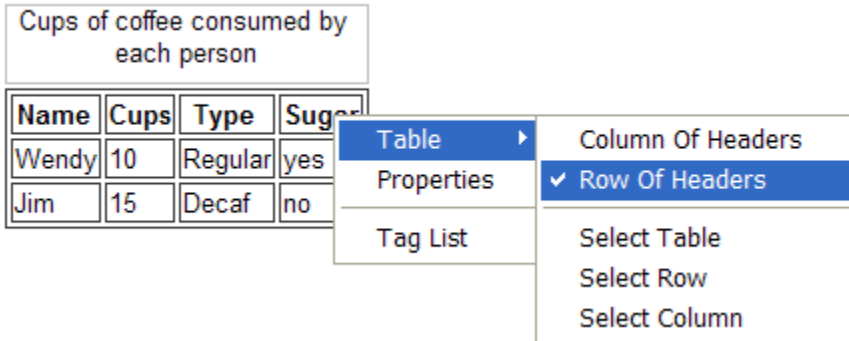 Cups of coffee consumed by
each person
Name Cups Type Sugar
Wendy 10 Regular yes
Jim 15 Decaf no
Table
Properties
Tag List
Column Of Headers
Row Of Headers
Select Table
Select Row
Select Column